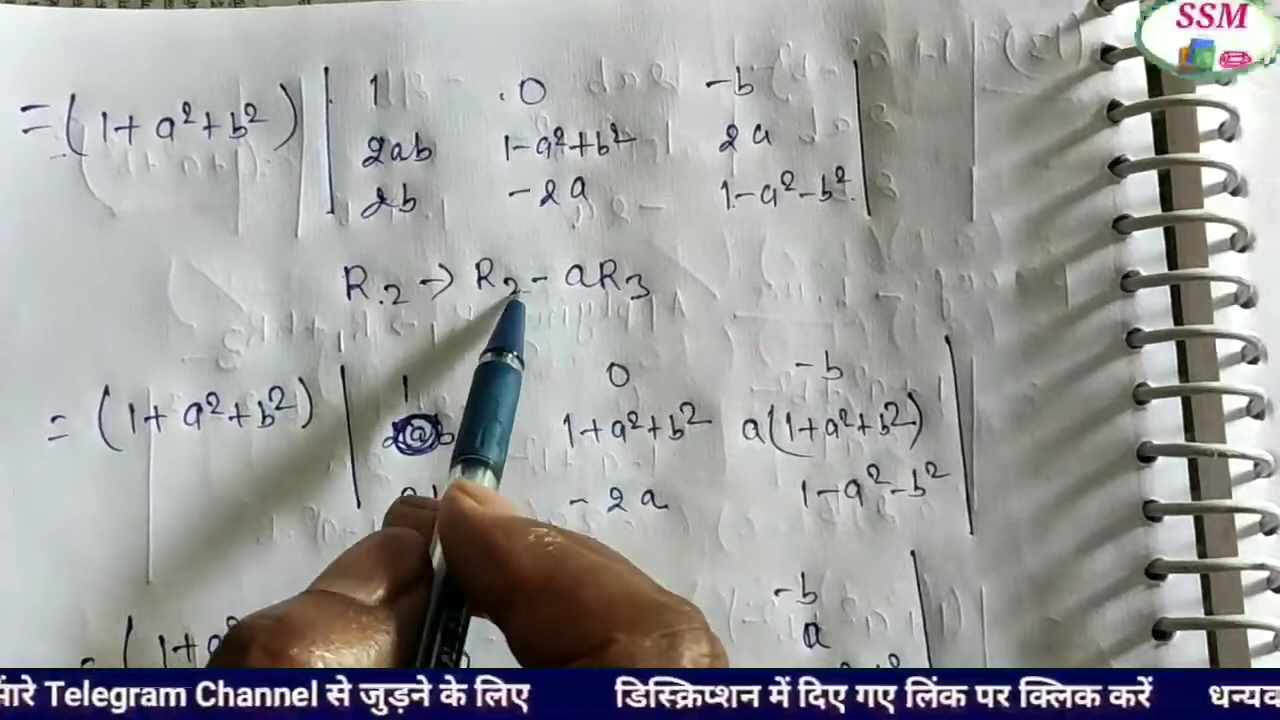 SSM
1 0 -b
= (1 + a² + b²) 2ab 1 - a² + b² 2a
2b -2a 1 - a² - b²
R2 → R2 - aR3
1 0 -b
= (1 + a² + b²) 1 + a² + b² a(1 + a² + b²)
-2a 1 - a² - b²
-b
= (1 + a
Telegram Channel से जुड़ने के लिए डिस्क्रिप्शन में दिए गए लिंक पर क्लिक करें